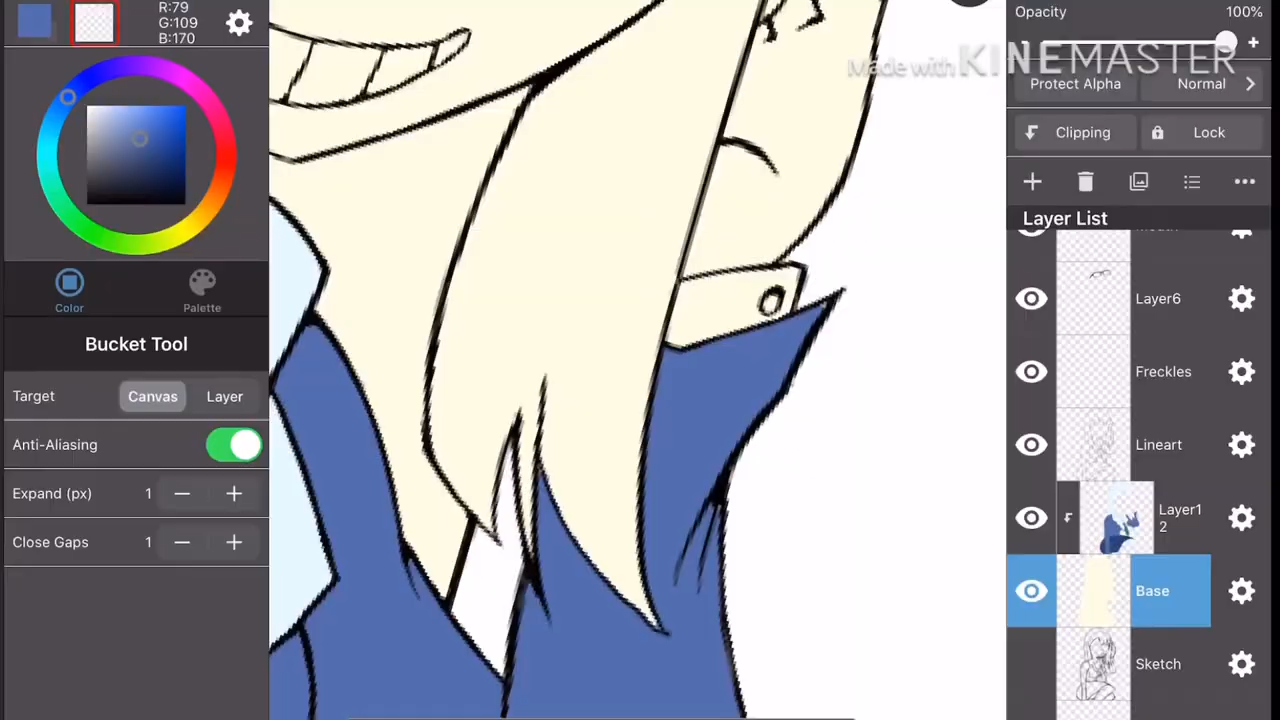 R:79
G:109
B:170
Color
Palette
Bucket Tool
Target
Canvas
Layer
Anti-Aliasing
Expand (px)
1
Close Gaps
1
Made with KINEMASTER
Opacity
100%
Protect Alpha
Normal
Clipping
Lock
Layer List
Layer6
Freckles
Lineart
Layer1
2
Base
Sketch